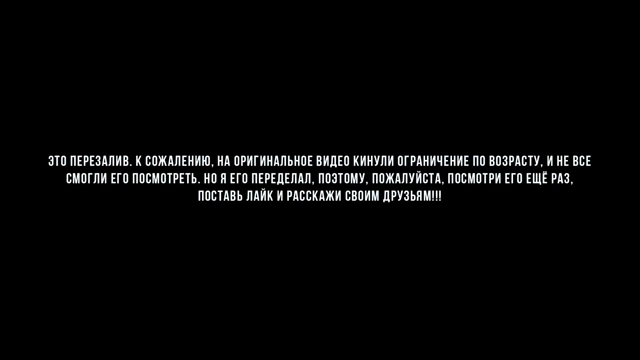 ЭТО ПЕРЕЗАЛИВ. К СОЖАЛЕНИЮ, НА ОРИГИНАЛЬНОЕ ВИДЕО КИНУЛИ ОГРАНИЧЕНИЕ ПО ВОЗРАСТУ, И НЕ ВСЕ
СМОГЛИ ЕГО ПОСМОТРЕТЬ. НО Я ЕГО ПЕРЕДЕЛАЛ, ПОЭТОМУ, ПОЖАЛУЙСТА, ПОСМОТРИ ЕГО ЕЩЁ РАЗ,
ПОСТАВЬ ЛАЙК И РАССКАЖИ СВОИМ ДРУЗЬЯМ!!!